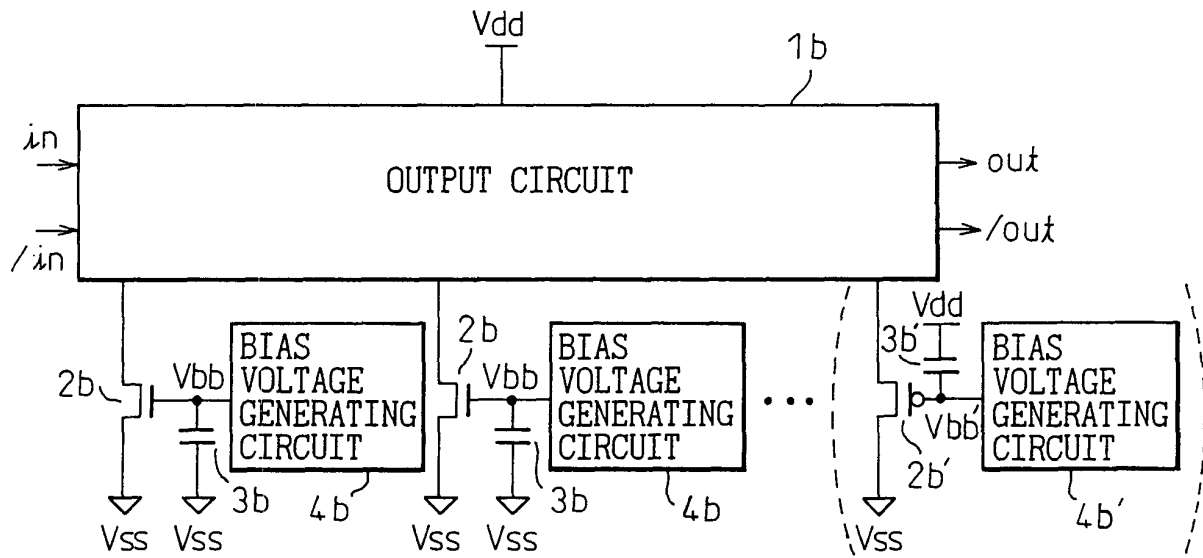 Vdd
1b
in
/in
OUTPUT CIRCUIT
out
/out
2b
Vbb
BIAS
VOLTAGE
GENERATING
CIRCUIT
3b
4b
Vss
Vss
2b
Vbb
BIAS
VOLTAGE
GENERATING
CIRCUIT
3b
4b
Vss
Vss
Vdd
3b'
Vbb'
2b'
BIAS
VOLTAGE
GENERATING
CIRCUIT
4b'
Vss